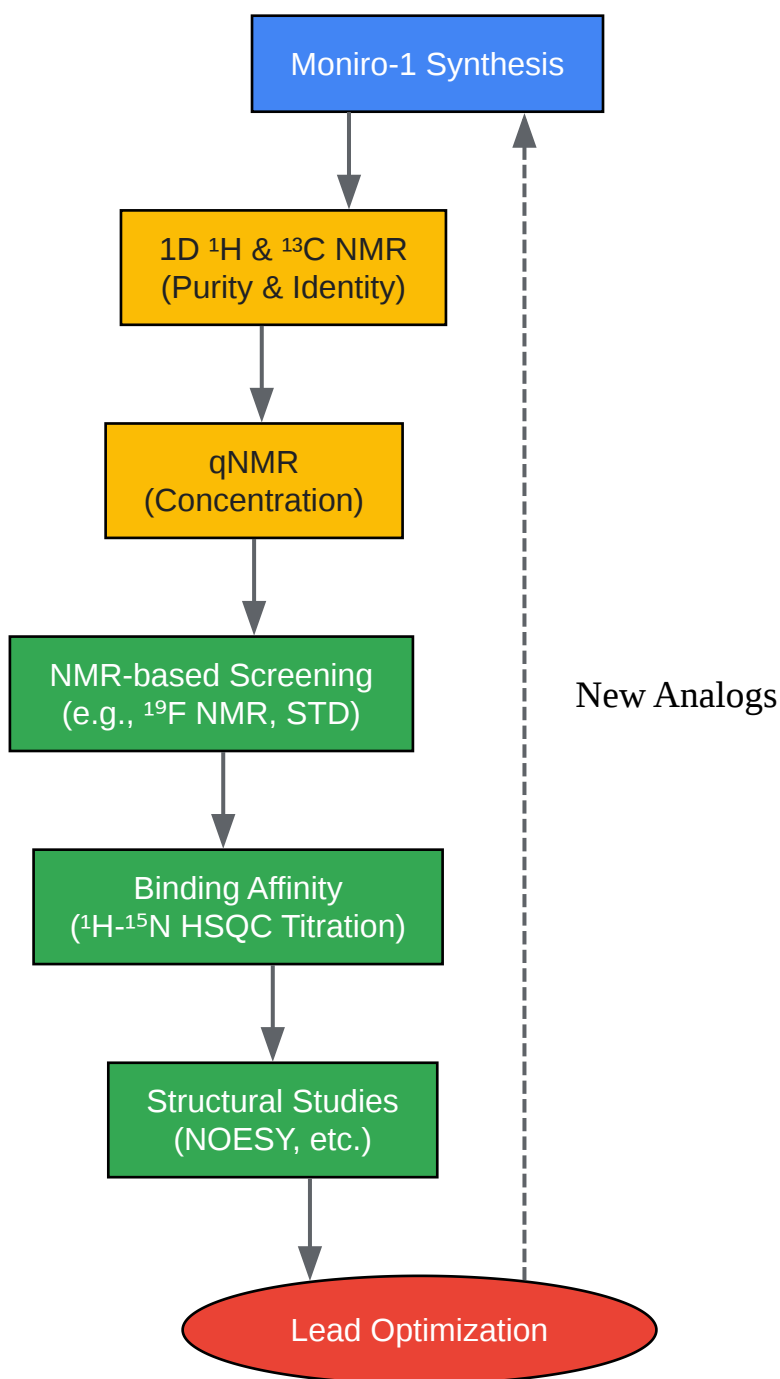 Moniro-1 Synthesis
1D ¹H & ¹³C NMR
(Purity & Identity)
qNMR
(Concentration)
NMR-based Screening
(e.g., ¹⁹F NMR, STD)
New Analogs
Binding Affinity
(¹H-¹⁵N HSQC Titration)
Structural Studies
(NOESY, etc.)
Lead Optimization